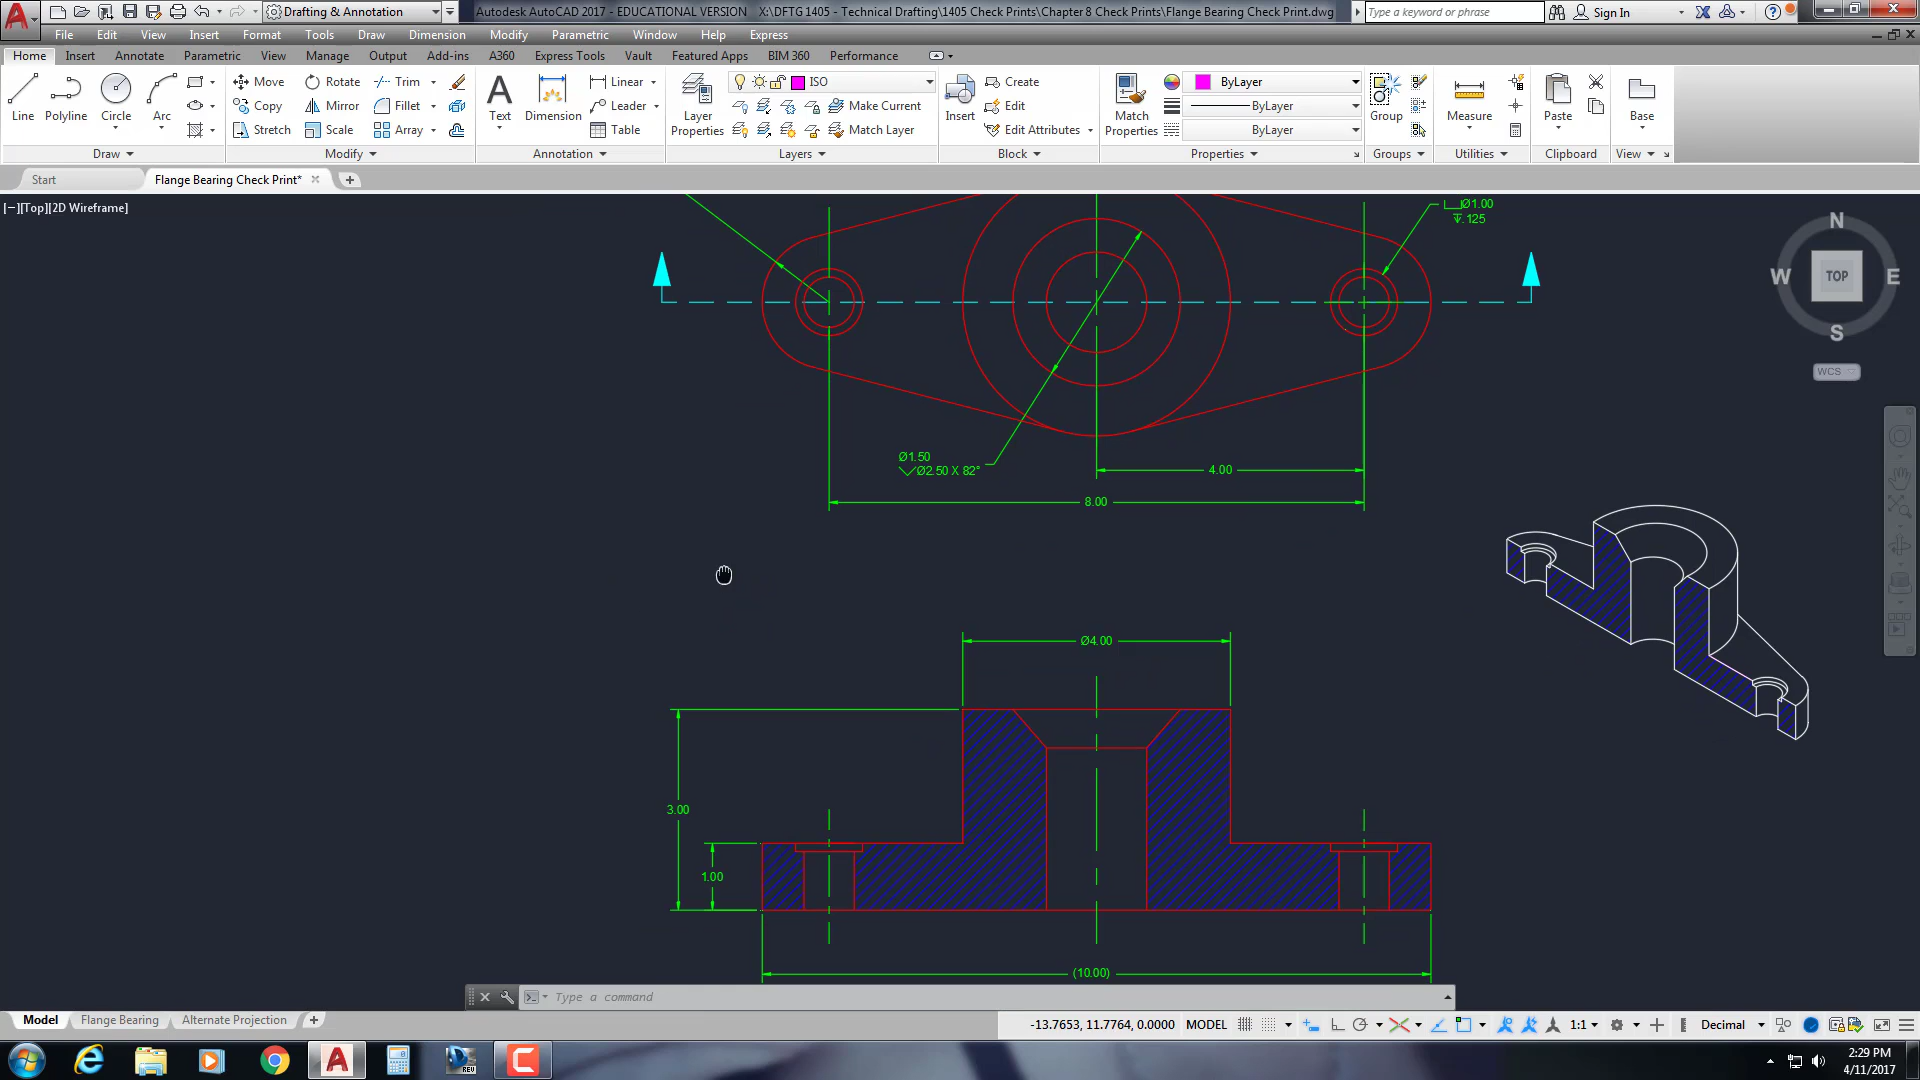 Drafting & Annotation
Autodesk AutoCAD 2017 - EDUCATIONAL VERSION X:\DFTG 1405 - Technical Drafting\1405 Check Prints\Chapter 8 Check Prints\Flange Bearing Check Print.dwg
Type a keyword or phrase
Sign In
File Edit View Insert Format Tools Draw Dimension Modify Parametric Window Help Express
Home Insert Annotate Parametric View Manage Output Add-ins A360 Express Tools Vault Featured Apps BIM 360 Performance
Line Polyline Circle Arc
Move Rotate Trim
Copy Mirror Fillet
Stretch Scale Array
Text Dimension
Linear
Leader
Table
Layer Properties
ISO
Make Current
Match Layer
Insert
Create
Edit
Edit Attributes
Match Properties
ByLayer
ByLayer
ByLayer
Group
Measure
Paste
Base
Draw Modify Annotation Layers Block Properties Groups Utilities Clipboard View
Start
Flange Bearing Check Print*
[−][Top][2D Wireframe]
N
W TOP E
S
WCS
Ø1.00
.125
Ø1.50
Ø2.50 X 82°
4.00
8.00
Ø4.00
3.00
1.00
(10.00)
Type a command
Model Flange Bearing Alternate Projection
-13.7653, 11.7764, 0.0000 MODEL
1:1
Decimal
REV
2:29 PM
4/11/2017